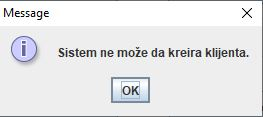 Message
Sistem ne može da kreira klijenta.
OK